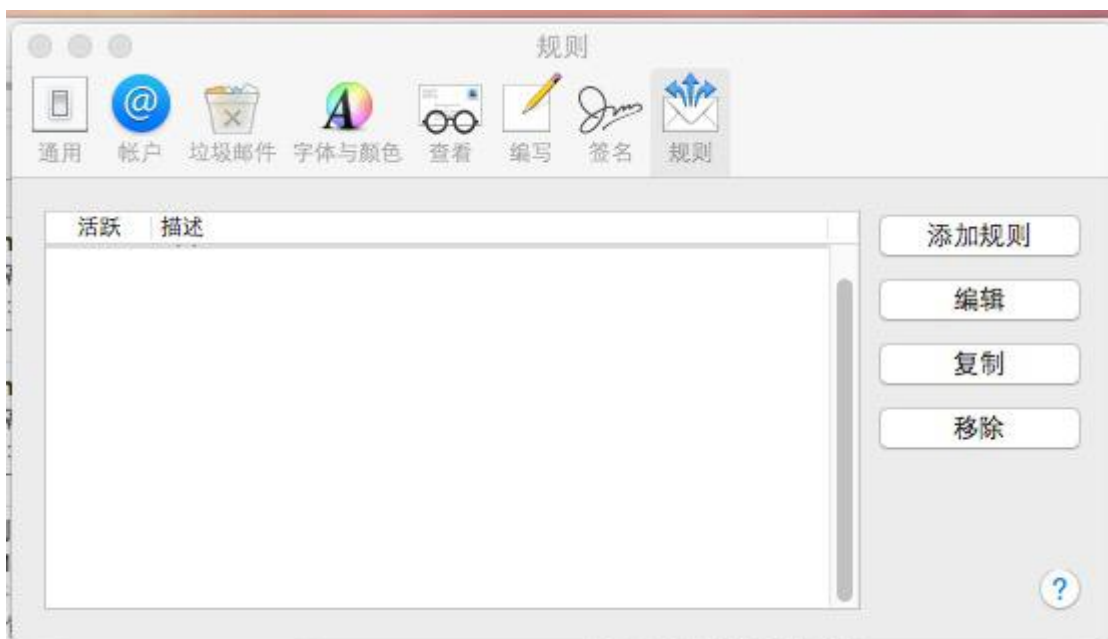 规则
通用 帐户 垃圾邮件 字体与颜色 查看 编写 签名 规则
活跃 描述
添加规则
编辑
复制
移除
?